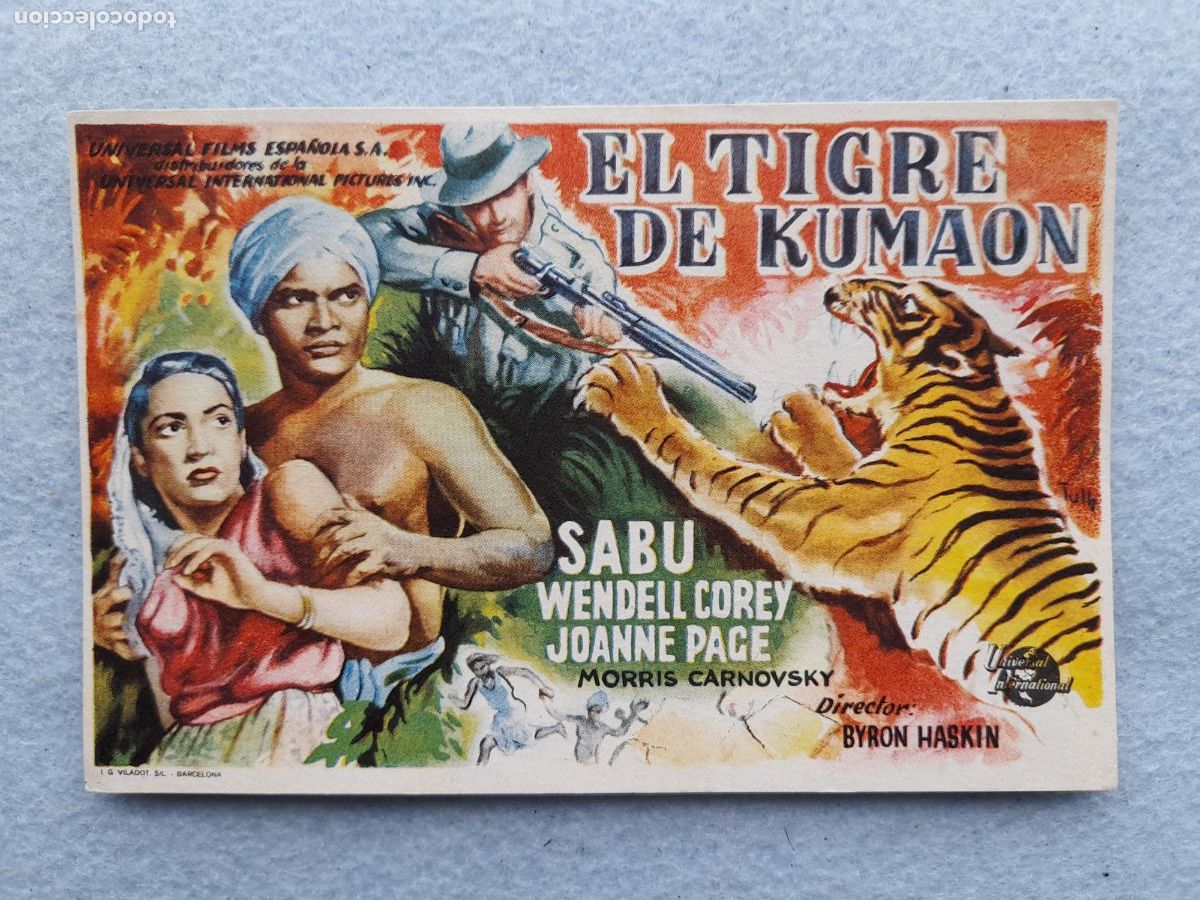 todocoleccion
UNIVERSAL FILMS ESPAÑOLA S.A.
distribuidores de la
UNIVERSAL INTERNATIONAL PICTURES INC.
EL TIGRE
DE KUMAON
SABU
WENDELL COREY
JOANNE PAGE
MORRIS CARNOVSKY
Director:
BYRON HASKIN
Universal
International
I. G. VILADOT, S/L - BARCELONA